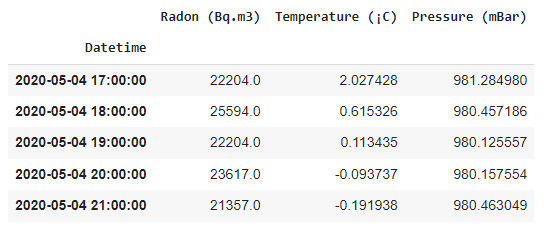 Radon (Bq.m3) Temperature (¡C) Pressure (mBar)
Datetime
2020-05-04 17:00:00 22204.0 2.027428 981.284980
2020-05-04 18:00:00 25594.0 0.615326 980.457186
2020-05-04 19:00:00 22204.0 0.113435 980.125557
2020-05-04 20:00:00 23617.0 -0.093737 980.157554
2020-05-04 21:00:00 21357.0 -0.191938 980.463049